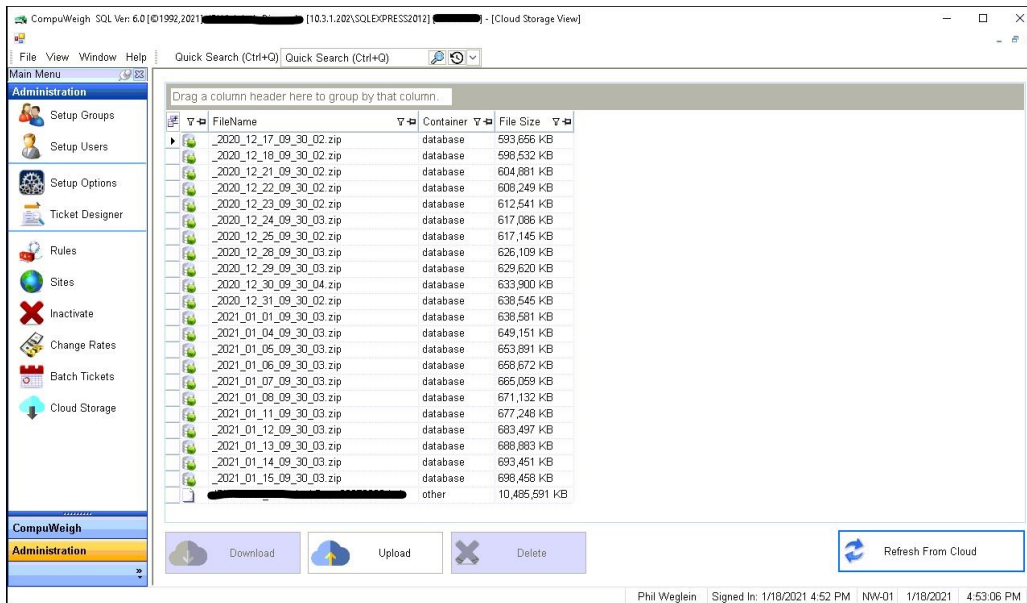 CompuWeigh SQL Ver: 6.0 [©1992,2021] [10.3.1.202\SQLEXPRESS2012] - [Cloud Storage View]
File View Window Help Quick Search (Ctrl+Q) Quick Search (Ctrl+Q)
Main Menu
Administration
Setup Groups
Setup Users
Setup Options
Ticket Designer
Rules
Sites
Inactivate
Change Rates
Batch Tickets
Cloud Storage
CompuWeigh
Administration
Drag a column header here to group by that column.
FileName Container File Size
_2020_12_17_09_30_02.zip database 593,656 KB
_2020_12_18_09_30_02.zip database 598,532 KB
_2020_12_21_09_30_02.zip database 604,881 KB
_2020_12_22_09_30_02.zip database 608,249 KB
_2020_12_23_09_30_02.zip database 612,541 KB
_2020_12_24_09_30_03.zip database 617,086 KB
_2020_12_25_09_30_02.zip database 617,145 KB
_2020_12_28_09_30_03.zip database 626,109 KB
_2020_12_29_09_30_03.zip database 629,620 KB
_2020_12_30_09_30_04.zip database 633,900 KB
_2020_12_31_09_30_02.zip database 638,545 KB
_2021_01_01_09_30_03.zip database 638,581 KB
_2021_01_04_09_30_03.zip database 649,151 KB
_2021_01_05_09_30_03.zip database 653,891 KB
_2021_01_06_09_30_03.zip database 658,672 KB
_2021_01_07_09_30_03.zip database 665,059 KB
_2021_01_08_09_30_03.zip database 671,132 KB
_2021_01_11_09_30_03.zip database 677,248 KB
_2021_01_12_09_30_03.zip database 683,497 KB
_2021_01_13_09_30_03.zip database 688,883 KB
_2021_01_14_09_30_03.zip database 693,451 KB
_2021_01_15_09_30_03.zip database 698,458 KB
other 10,485,591 KB
Download Upload Delete Refresh From Cloud
Phil Weglein Signed In: 1/18/2021 4:52 PM NW-01 1/18/2021 4:53:06 PM